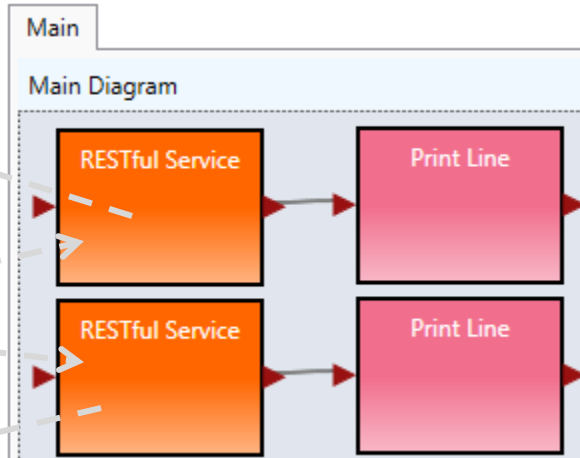 Main
Main Diagram
RESTful Service
Print Line
RESTful Service
Print Line